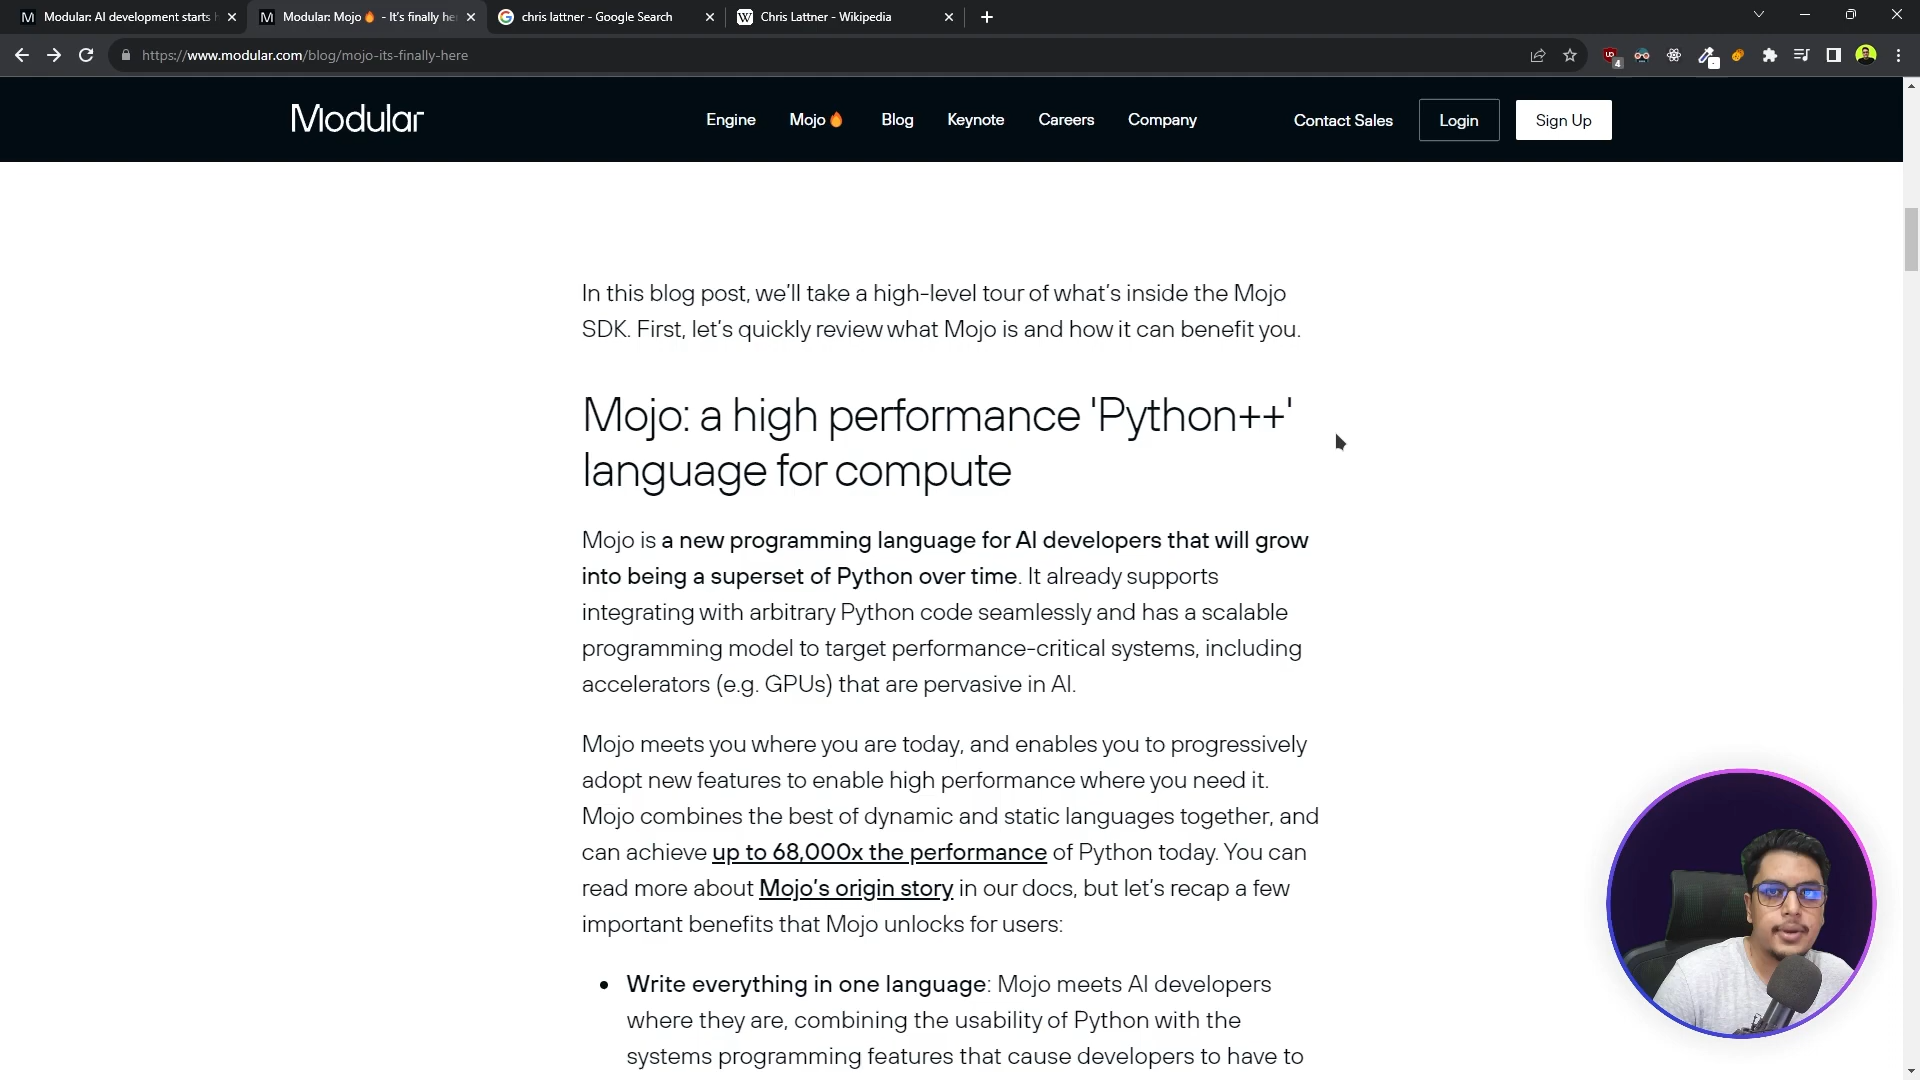 Modular: AI development starts h
Modular: Mojo🔥 - It's finally he
chris lattner - Google Search
Chris Lattner - Wikipedia
https://www.modular.com/blog/mojo-its-finally-here
4
Modular
Engine
Mojo🔥
Blog
Keynote
Careers
Company
Contact Sales
Login
Sign Up
In this blog post, we'll take a high-level tour of what's inside the Mojo
SDK. First, let's quickly review what Mojo is and how it can benefit you.
Mojo: a high performance 'Python++'
language for compute
Mojo is a new programming language for AI developers that will grow
into being a superset of Python over time. It already supports
integrating with arbitrary Python code seamlessly and has a scalable
programming model to target performance-critical systems, including
accelerators (e.g. GPUs) that are pervasive in AI.
Mojo meets you where you are today, and enables you to progressively
adopt new features to enable high performance where you need it.
Mojo combines the best of dynamic and static languages together, and
can achieve up to 68,000x the performance of Python today. You can
read more about Mojo's origin story in our docs, but let's recap a few
important benefits that Mojo unlocks for users:
• Write everything in one language: Mojo meets AI developers
where they are, combining the usability of Python with the
systems programming features that cause developers to have to